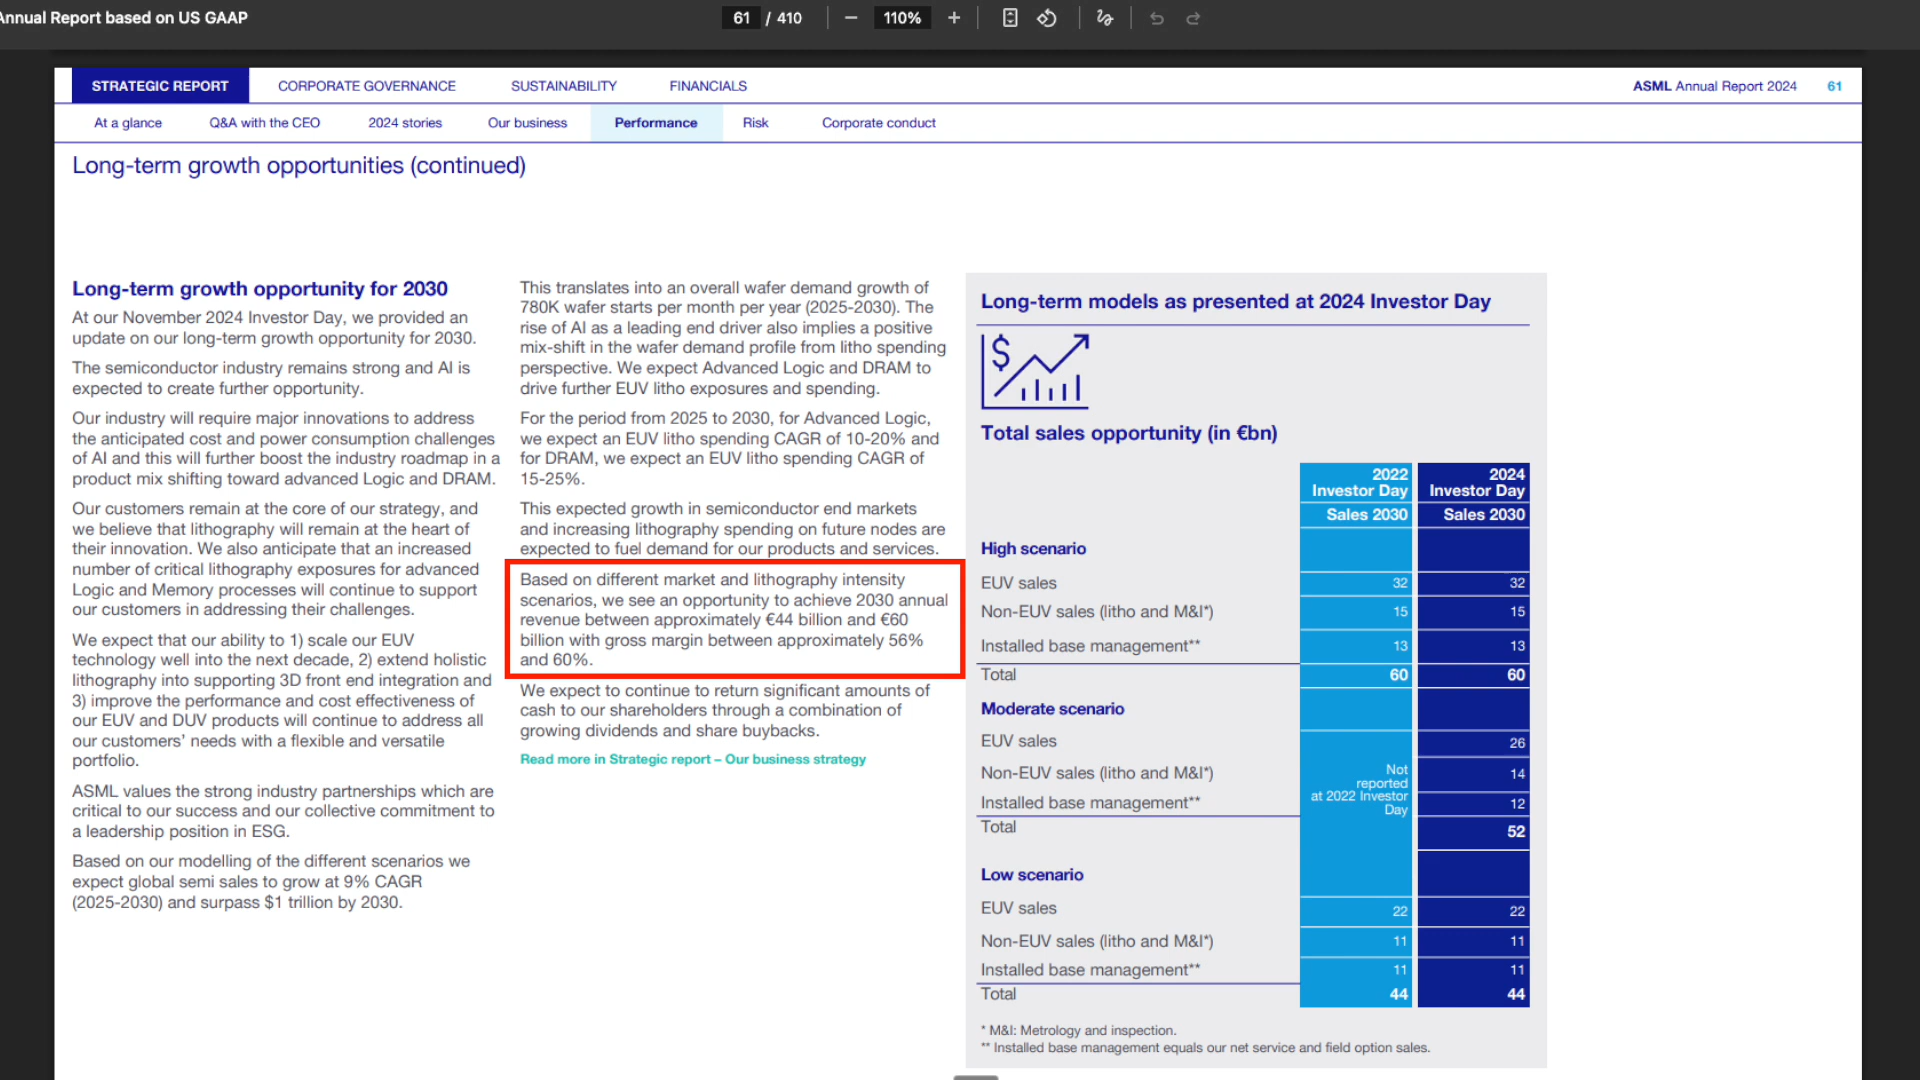 Annual Report based on US GAAP
61 / 410
110%
STRATEGIC REPORT
CORPORATE GOVERNANCE
SUSTAINABILITY
FINANCIALS
ASML Annual Report 2024 61
At a glance
Q&A with the CEO
2024 stories
Our business
Performance
Risk
Corporate conduct
Long-term growth opportunities (continued)
Long-term growth opportunity for 2030
At our November 2024 Investor Day, we provided an
update on our long-term growth opportunity for 2030.
The semiconductor industry remains strong and AI is
expected to create further opportunity.
Our industry will require major innovations to address
the anticipated cost and power consumption challenges
of AI and this will further boost the industry roadmap in a
product mix shifting toward advanced Logic and DRAM.
Our customers remain at the core of our strategy, and
we believe that lithography will remain at the heart of
their innovation. We also anticipate that an increased
number of critical lithography exposures for advanced
Logic and Memory processes will continue to support
our customers in addressing their challenges.
We expect that our ability to 1) scale our EUV
technology well into the next decade, 2) extend holistic
lithography into supporting 3D front end integration and
3) improve the performance and cost effectiveness of
our EUV and DUV products will continue to address all
our customers' needs with a flexible and versatile
portfolio.
ASML values the strong industry partnerships which are
critical to our success and our collective commitment to
a leadership position in ESG.
Based on our modelling of the different scenarios we
expect global semi sales to grow at 9% CAGR
(2025-2030) and surpass $1 trillion by 2030.
This translates into an overall wafer demand growth of
780K wafer starts per month per year (2025-2030). The
rise of AI as a leading end driver also implies a positive
mix-shift in the wafer demand profile from litho spending
perspective. We expect Advanced Logic and DRAM to
drive further EUV litho exposures and spending.
For the period from 2025 to 2030, for Advanced Logic,
we expect an EUV litho spending CAGR of 10-20% and
for DRAM, we expect an EUV litho spending CAGR of
15-25%.
This expected growth in semiconductor end markets
and increasing lithography spending on future nodes are
expected to fuel demand for our products and services.
Based on different market and lithography intensity
scenarios, we see an opportunity to achieve 2030 annual
revenue between approximately €44 billion and €60
billion with gross margin between approximately 56%
and 60%.
We expect to continue to return significant amounts of
cash to our shareholders through a combination of
growing dividends and share buybacks.
Read more in Strategic report – Our business strategy
Long-term models as presented at 2024 Investor Day
$
Total sales opportunity (in €bn)
2022 Investor Day 2024 Investor Day
Sales 2030 Sales 2030
High scenario
EUV sales 32 32
Non-EUV sales (litho and M&I*) 15 15
Installed base management** 13 13
Total 60 60
Moderate scenario
EUV sales 26
Non-EUV sales (litho and M&I*) 14
Installed base management** 12
Total 52
Not
reported
at 2022 Investor
Day
Low scenario
EUV sales 22 22
Non-EUV sales (litho and M&I*) 11 11
Installed base management** 11 11
Total 44 44
* M&I: Metrology and inspection.
** Installed base management equals our net service and field option sales.